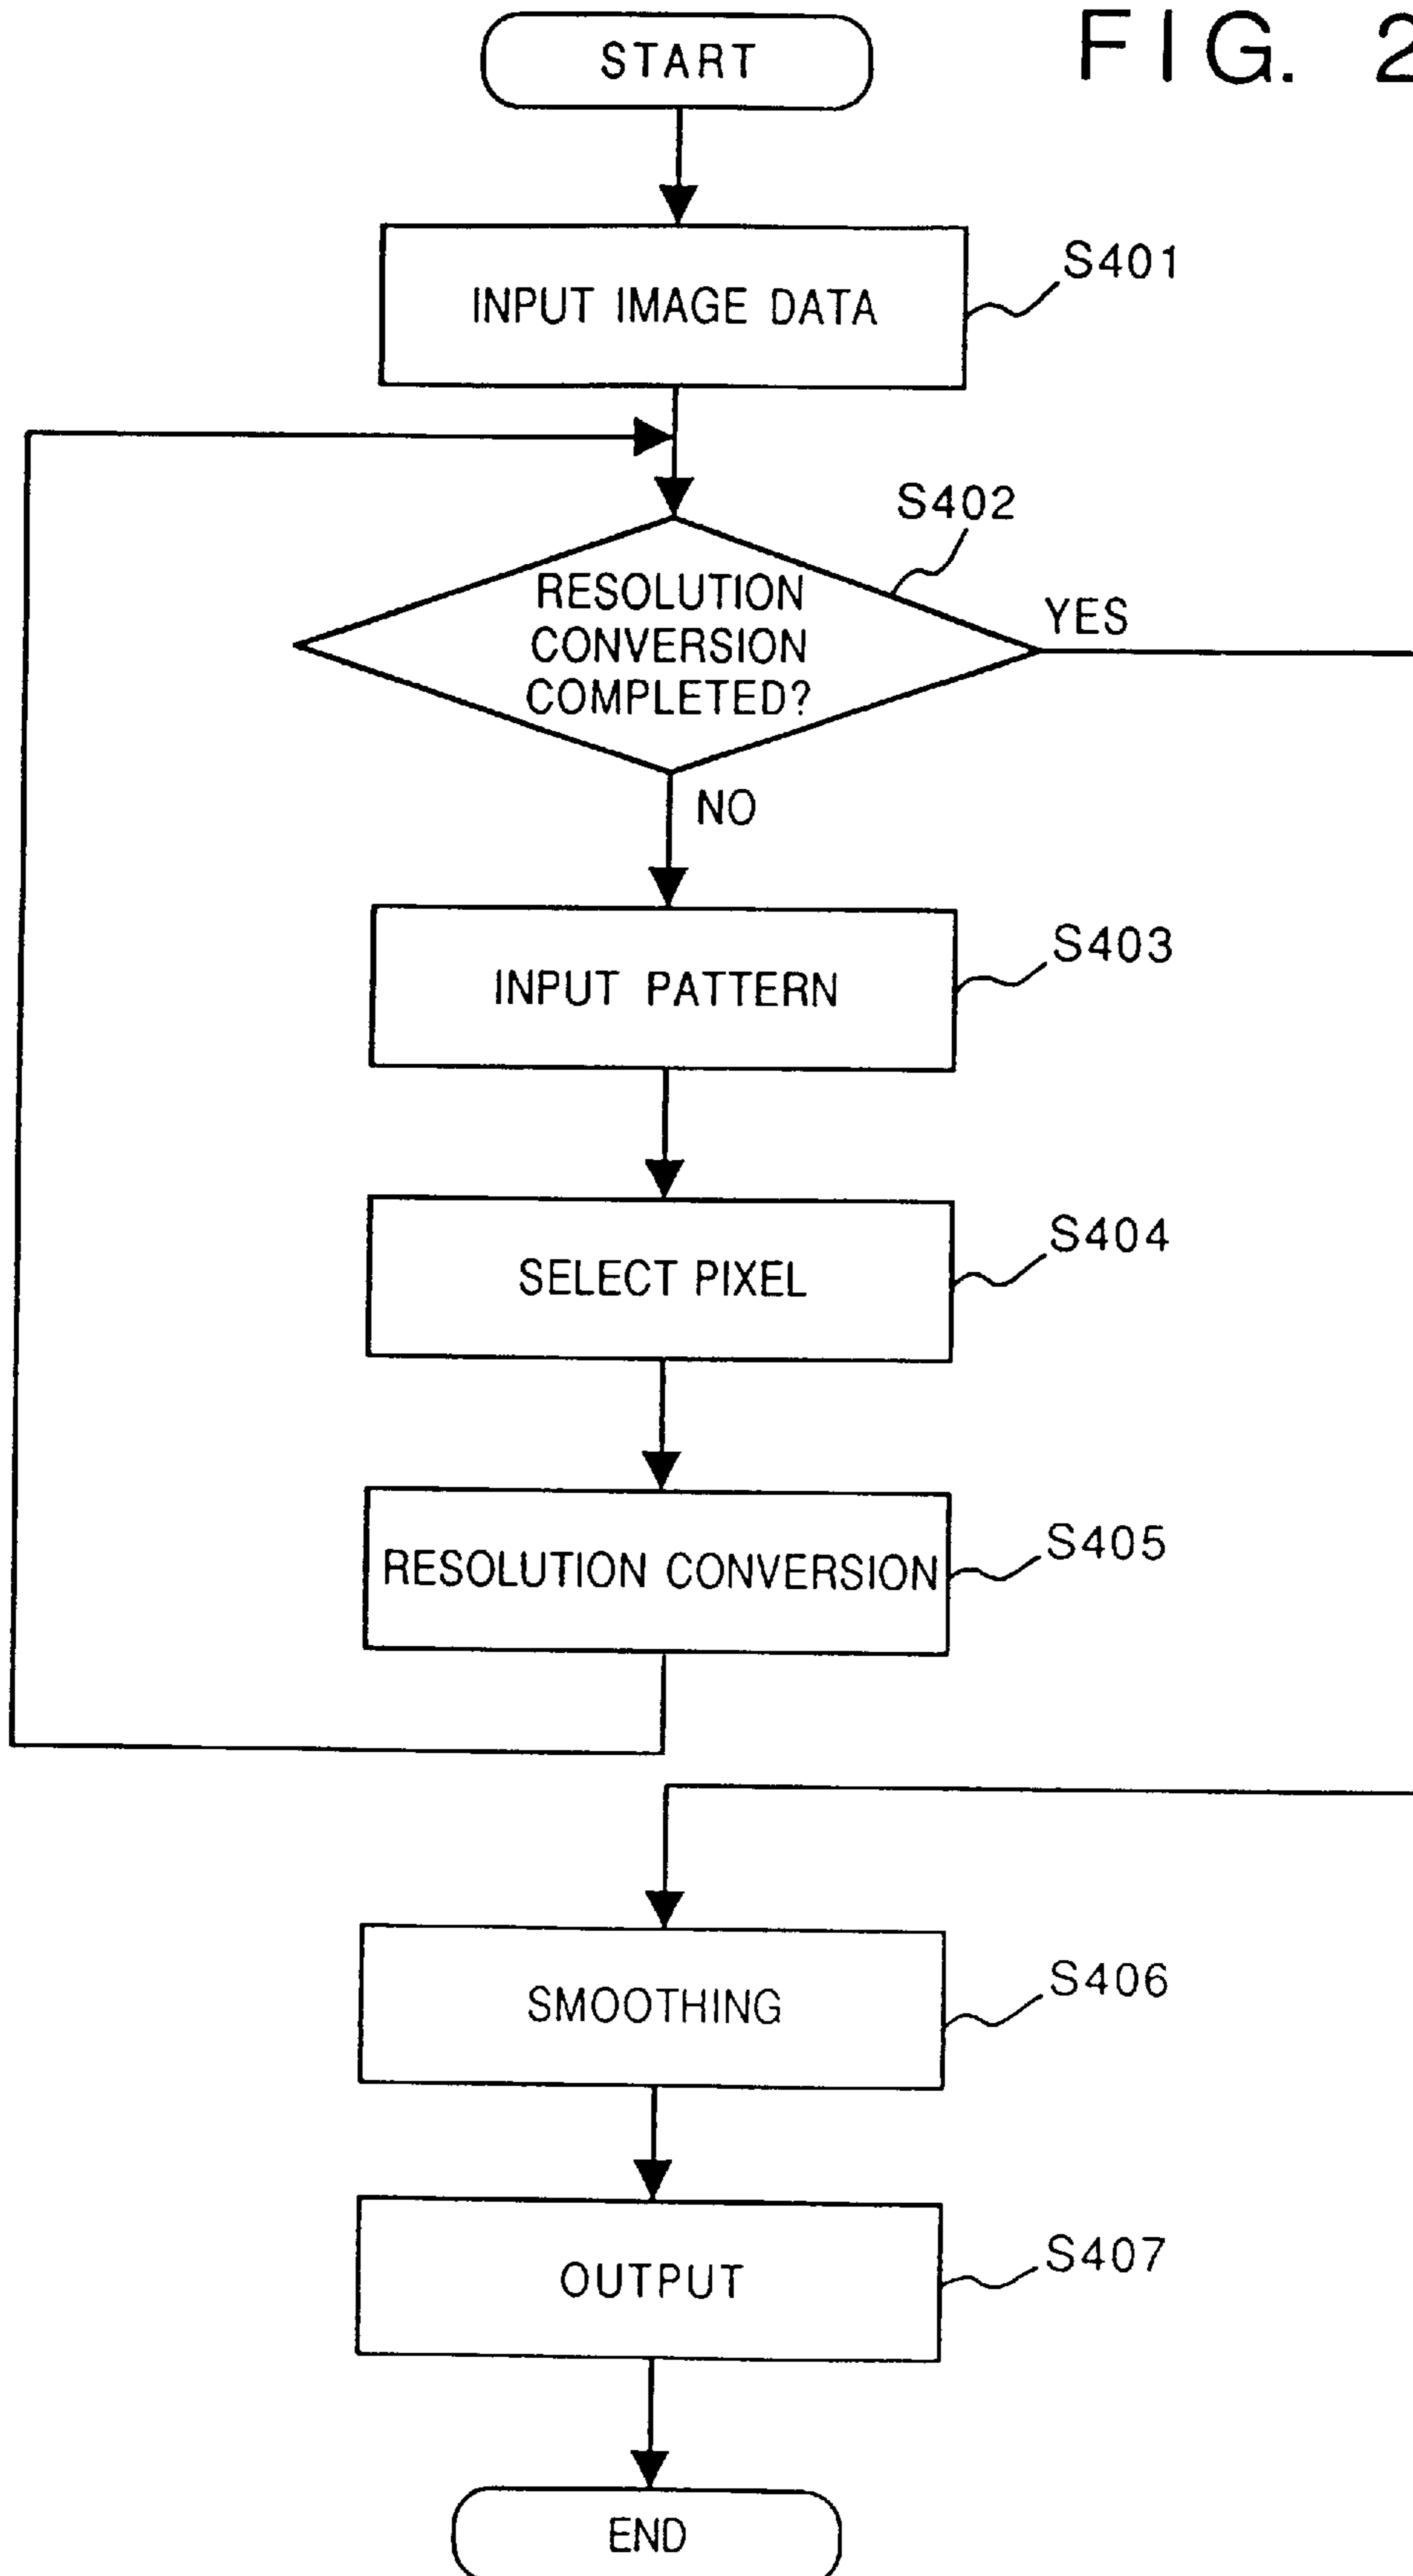 START
FIG. 2
INPUT IMAGE DATA
S401
S402
RESOLUTION
CONVERSION
COMPLETED?
YES
NO
INPUT PATTERN
S403
SELECT PIXEL
S404
RESOLUTION CONVERSION
S405
SMOOTHING
S406
OUTPUT
S407
END